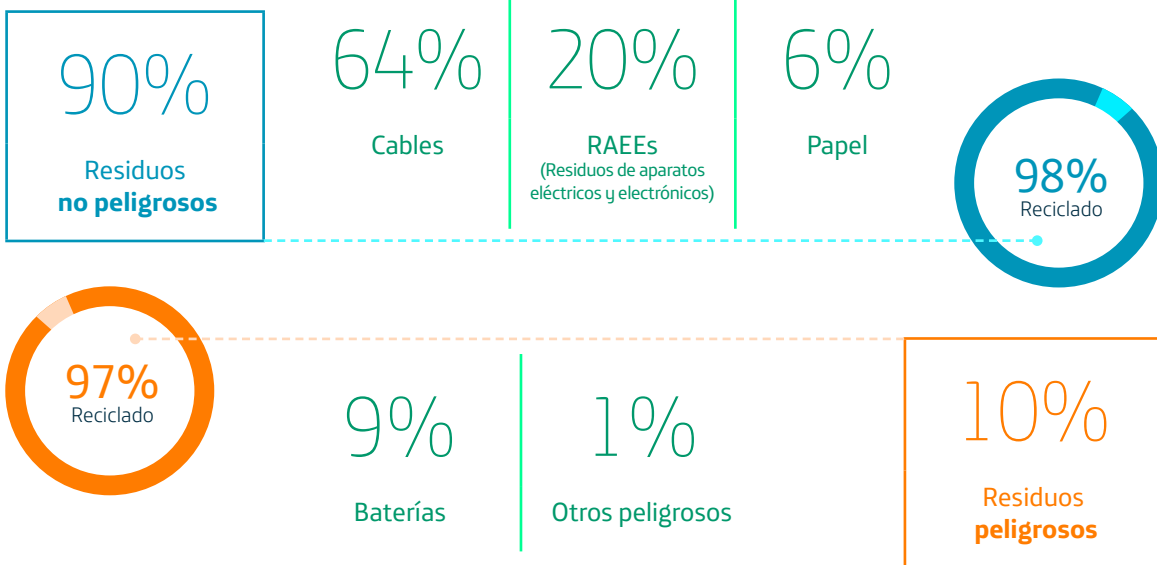 90%
Residuos
no peligrosos
64%
Cables
20%
RAEEs
(Residuos de aparatos
eléctricos y electrónicos)
6%
Papel
98%
Reciclado
97%
Reciclado
9%
Baterías
1%
Otros peligrosos
10%
Residuos
peligrosos